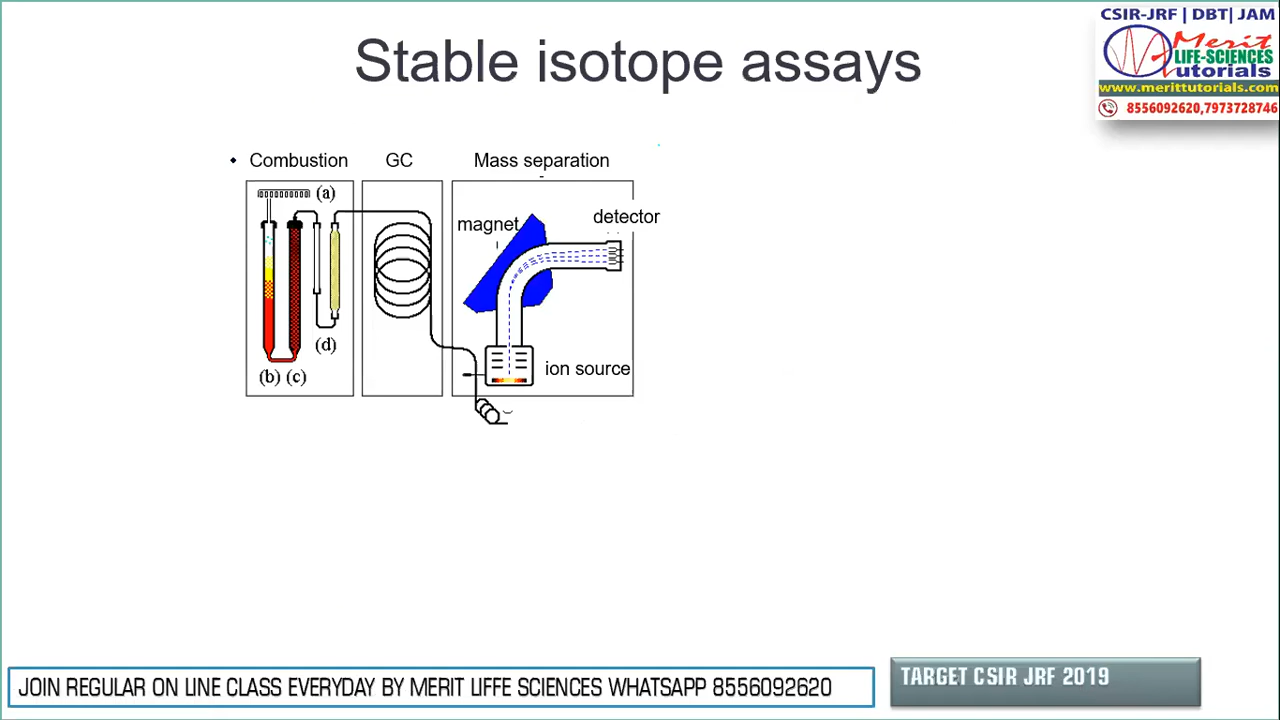 CSIR-JRF | DBT| JAM
Merit
LIFE-SCIENCES
utorials
www.merittutorials.com
8556092620,7973728746
Stable isotope assays
• Combustion GC Mass separation
(a)
magnet
detector
(d)
ion source
(b) (c)
JOIN REGULAR ON LINE CLASS EVERYDAY BY MERIT LIFFE SCIENCES WHATSAPP 8556092620
TARGET CSIR JRF 2019